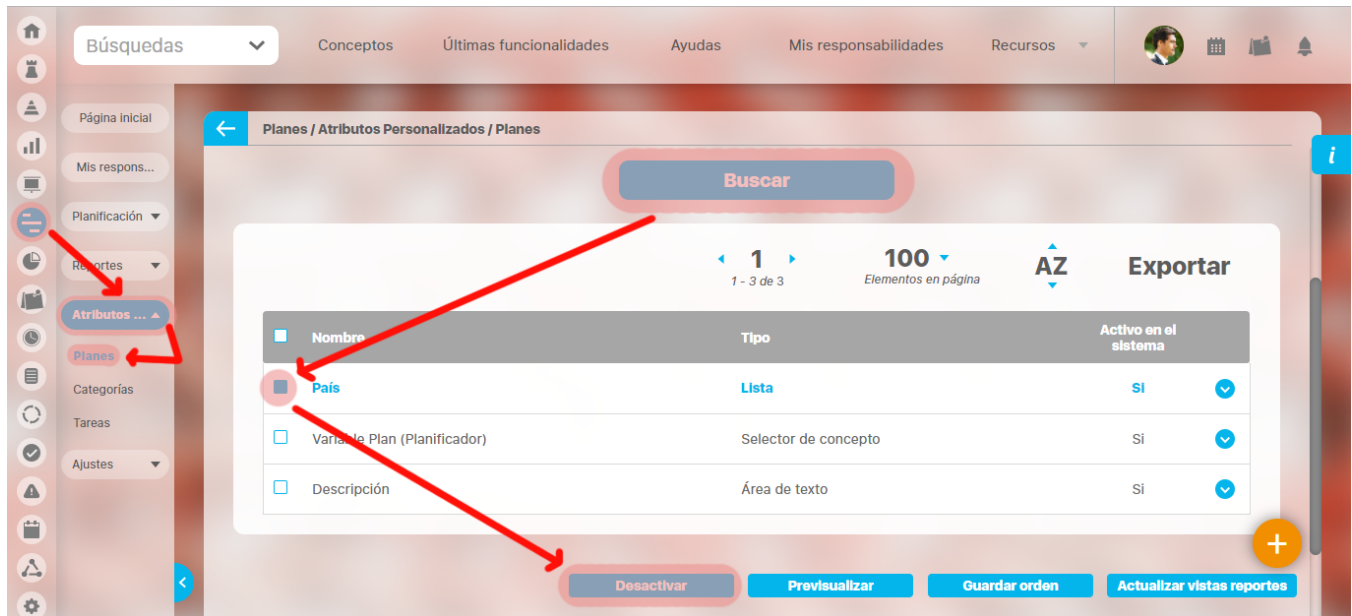 Búsquedas
Conceptos
Últimas funcionalidades
Ayudas
Mis responsabilidades
Recursos
Página inicial
Mis respons...
Planificación
Reportes
Atributos ...
Planes
Categorías
Tareas
Ajustes
Planes / Atributos Personalizados / Planes
i
Buscar
1
1 - 3 de 3
100
Elementos en página
AZ
Exportar
Nombre
Tipo
Activo en el
sistema
País
Lista
Si
Variable Plan (Planificador)
Selector de concepto
Si
Descripción
Área de texto
Si
+
Desactivar
Previsualizar
Guardar orden
Actualizar vistas reportes